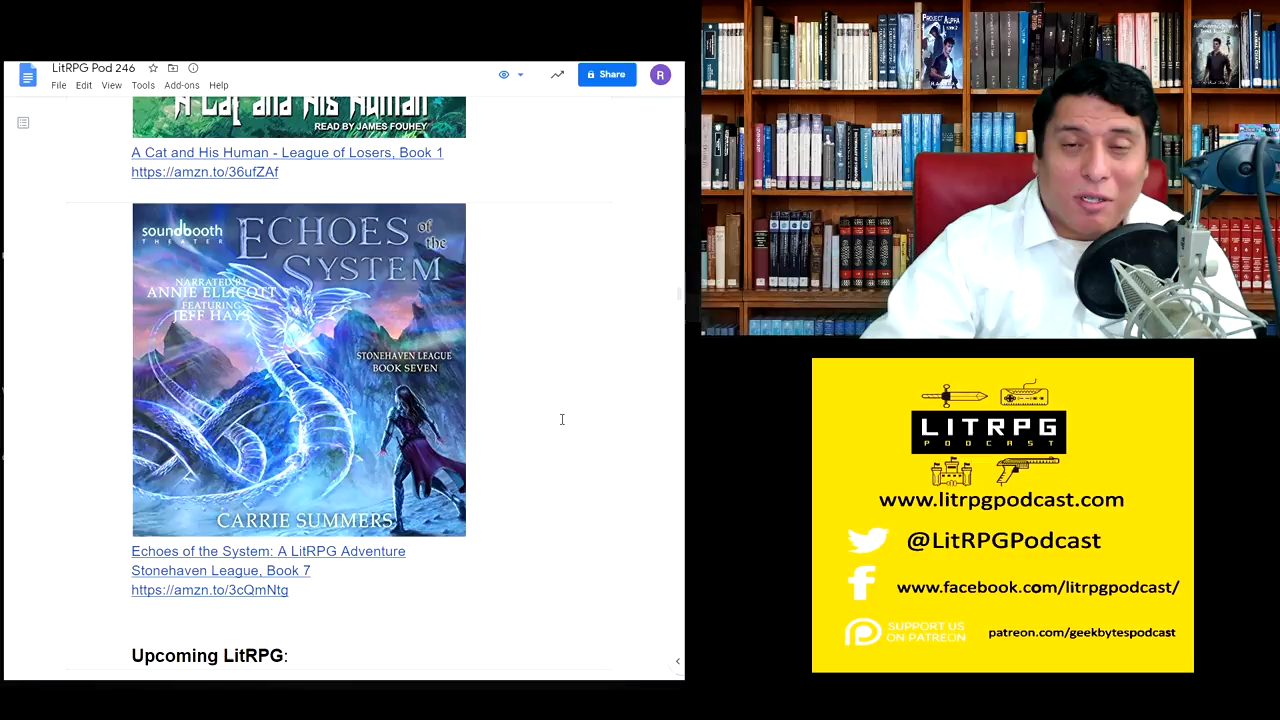 LitRPG Pod 246
File Edit View Tools Add-ons Help
Share
R
A Cat and His Human
READ BY JAMES FOUHEY
A Cat and His Human - League of Losers, Book 1
https://amzn.to/36ufZAf
soundbooth
THEATER
ECHOES of the
SYSTEM
NARRATED BY
ANNIE ELLICOTT
FEATURING
JEFF HAYS
STONEHAVEN LEAGUE
BOOK SEVEN
CARRIE SUMMERS
Echoes of the System: A LitRPG Adventure
Stonehaven League, Book 7
https://amzn.to/3cQmNtg
Upcoming LitRPG:
PROJECT
ALPHA
LITRPG
PODCAST
www.litrpgpodcast.com
@LitRPGPodcast
www.facebook.com/litrpgpodcast/
SUPPORT US
ON PATREON
patreon.com/geekbytespodcast